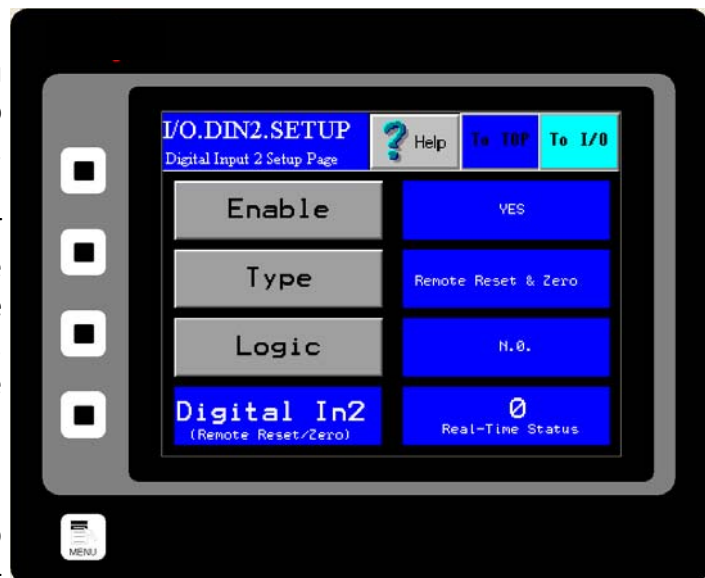 I/O.DIN2.SETUP
Digital Input 2 Setup Page
? Help
To TOP
To I/O
Enable
YES
Type
Remote Reset & Zero
Logic
N.O.
Digital In2
(Remote Reset/Zero)
0
Real-Time Status
MENU